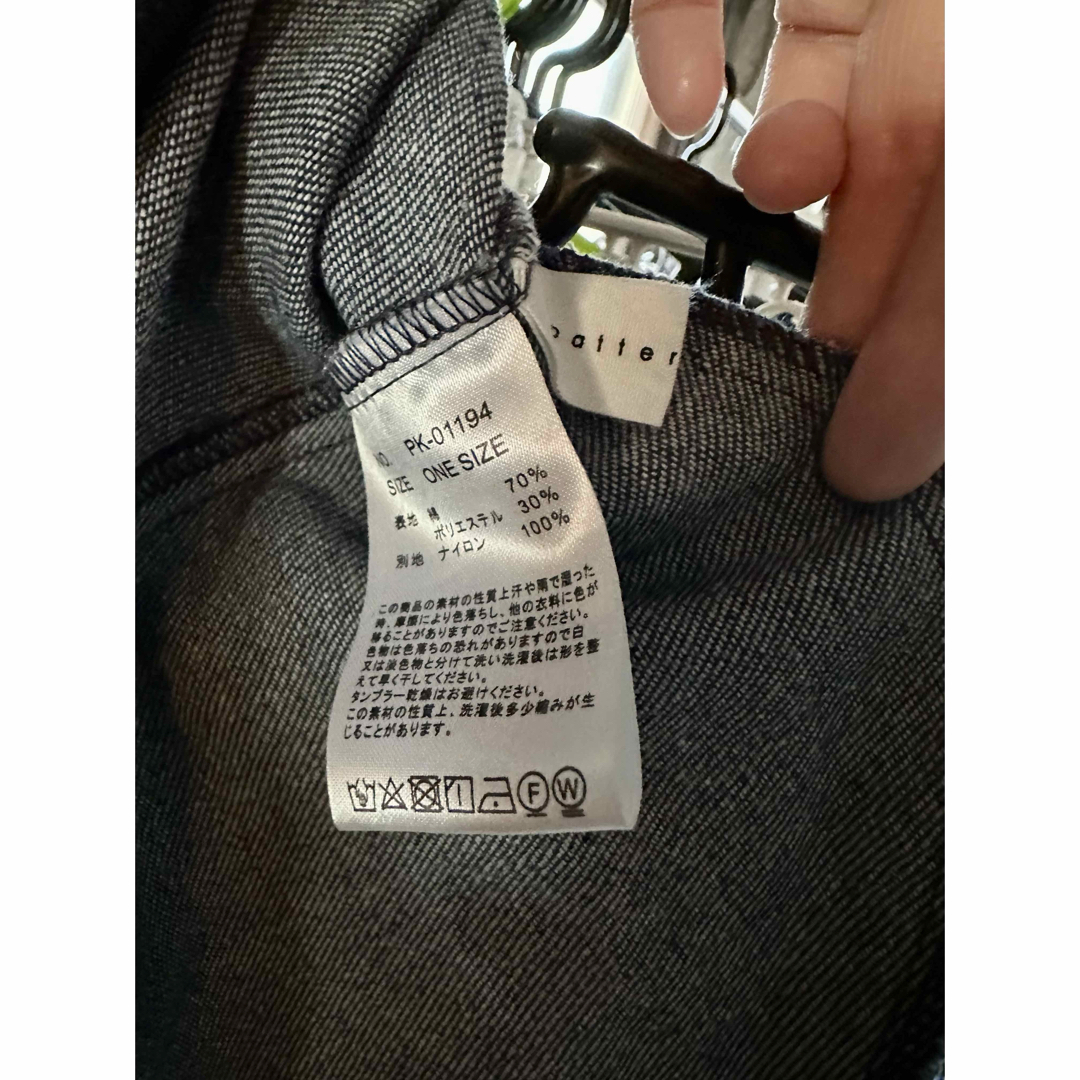 patter
NO. PK-01194
SIZE ONE SIZE
表地 綿 70%
ポリエステル 30%
別地 ナイロン 100%
この商品の素材の性質上汗や雨で湿った
時、摩擦により色落ちし、他の衣料に色が
移ることがありますのでご注意ください。
色物は色落ちの恐れがありますので白
又は淡色物と分けて洗い洗濯後は形を整
えて早く干してください。
タンブラー乾燥はお避けください。
この素材の性質上、洗濯後多少縮みが生
じることがあります。
F W